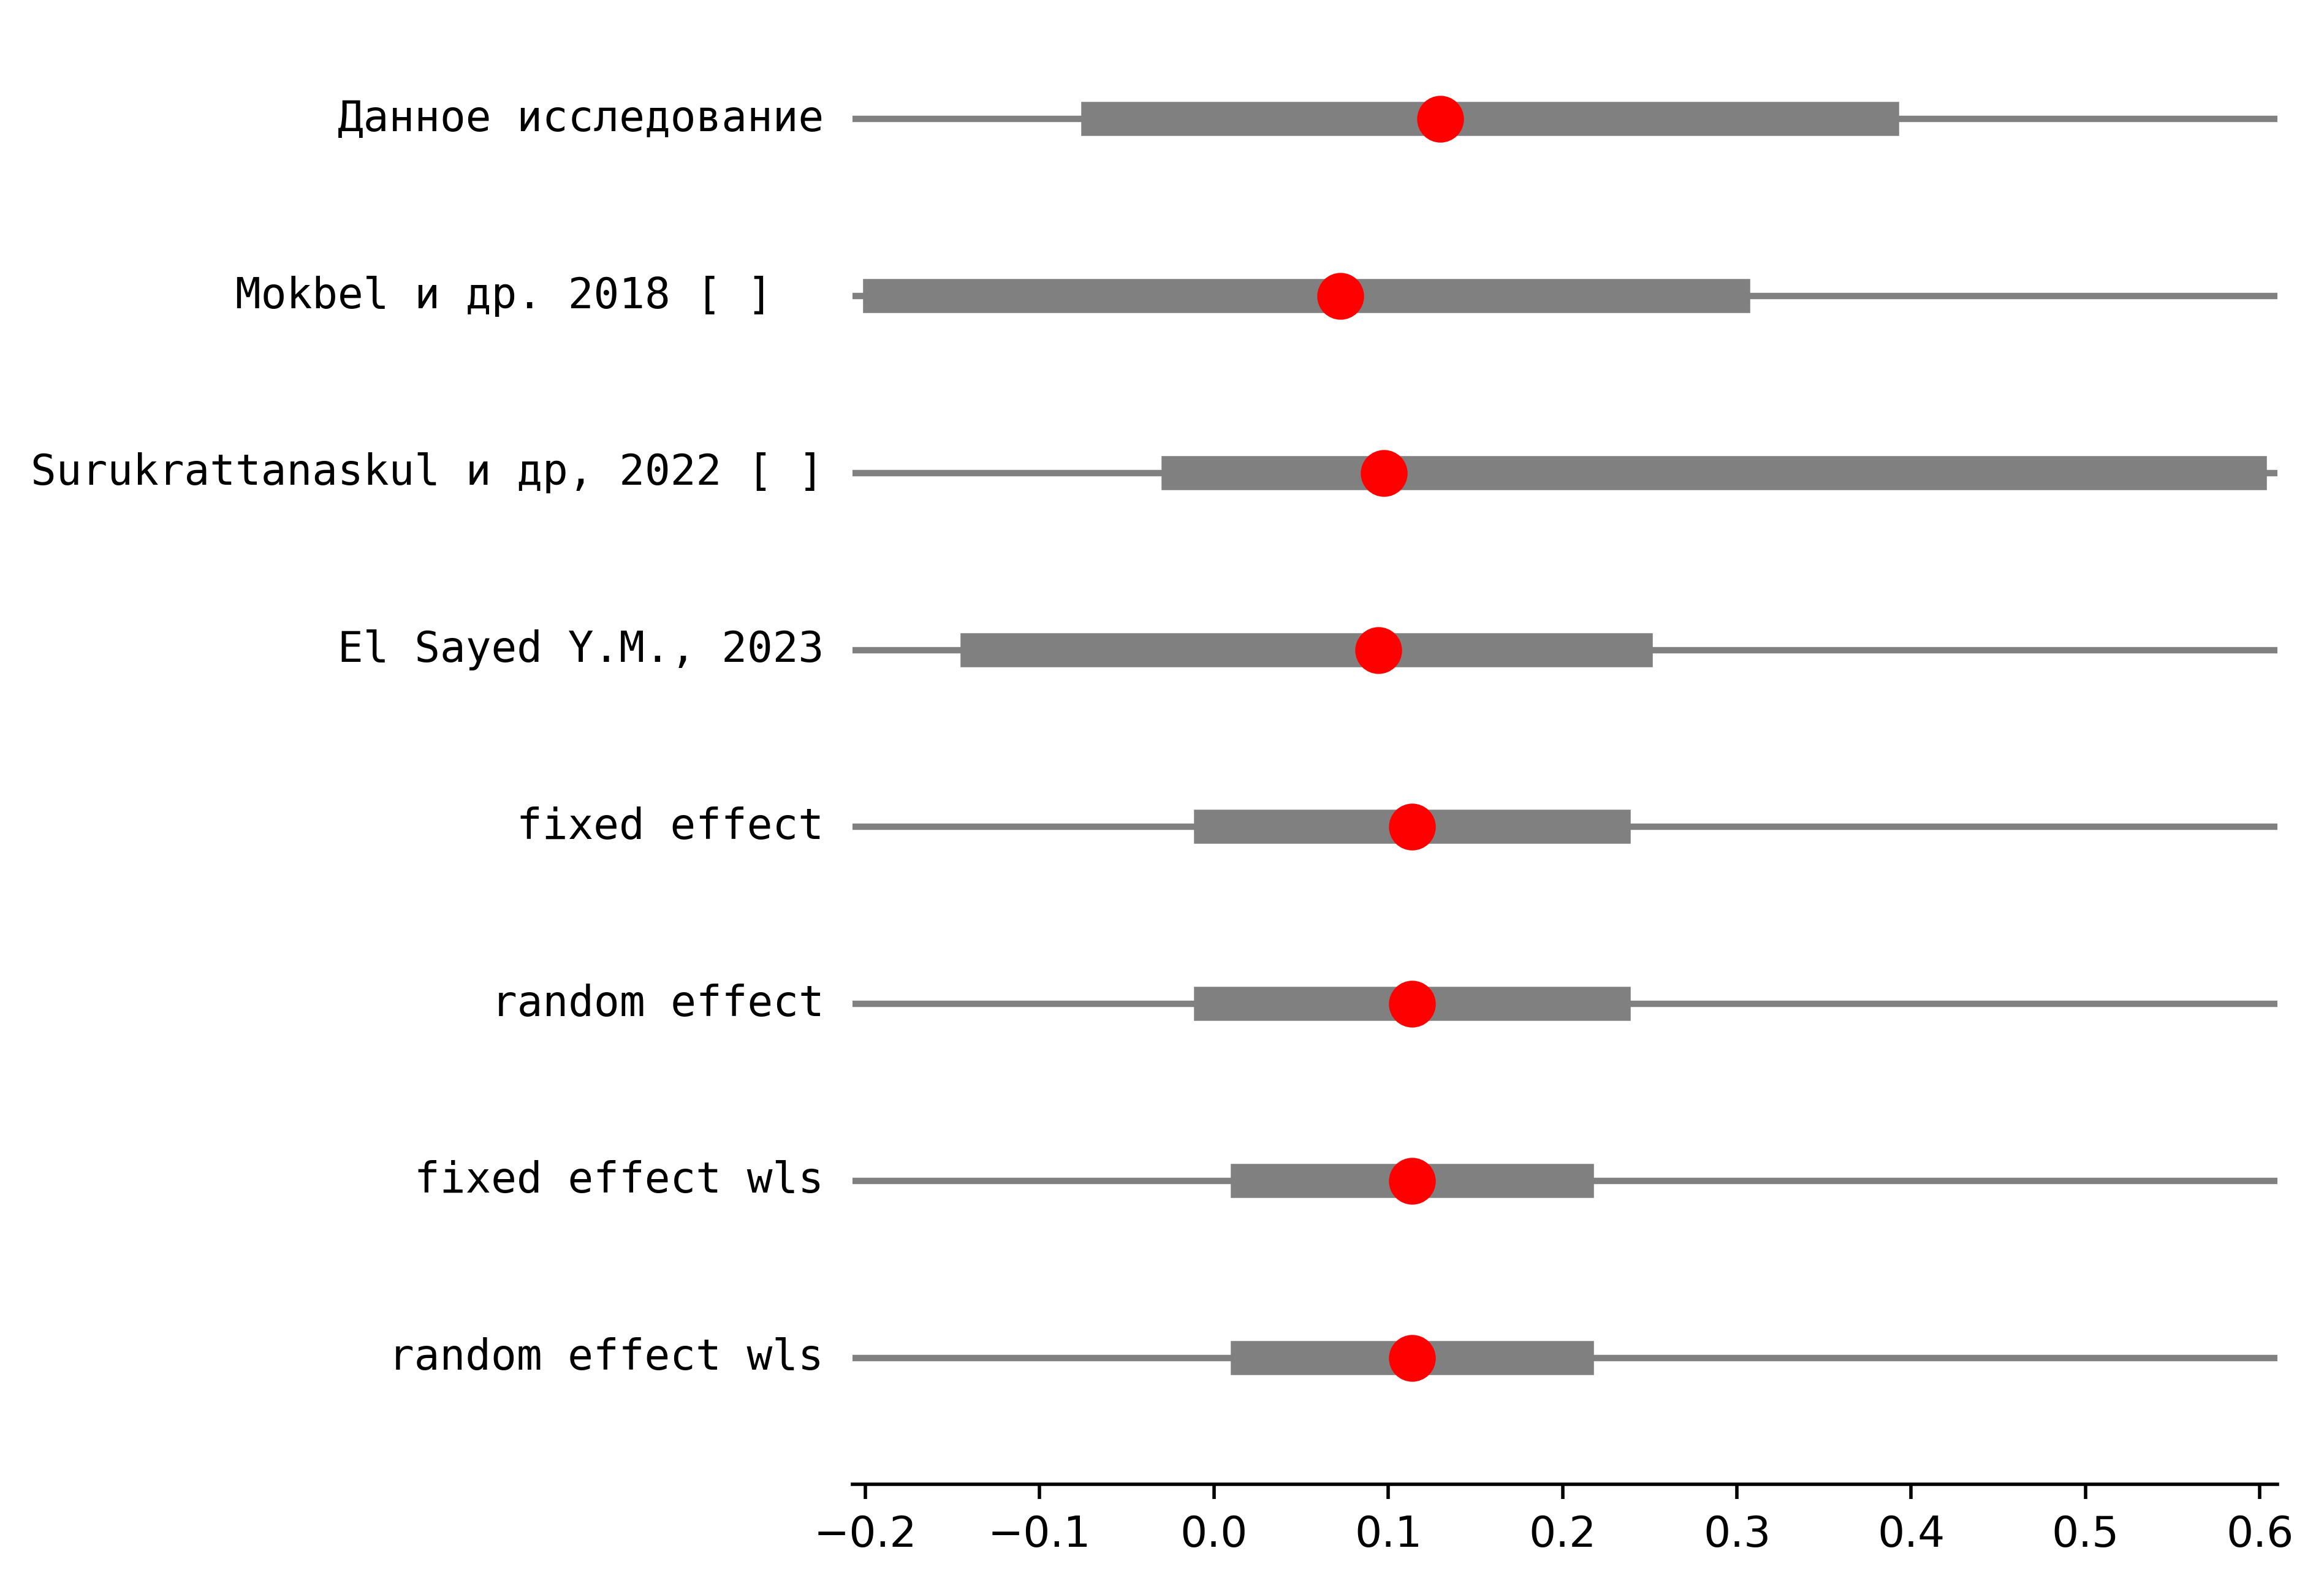 Данное исследование
Mokbel и др. 2018 [ ]
Surukrattanaskul и др, 2022 [ ]
El Sayed Y.M., 2023
fixed effect
random effect
fixed effect wls
random effect wls
−0.2 −0.1 0.0 0.1 0.2 0.3 0.4 0.5 0.6